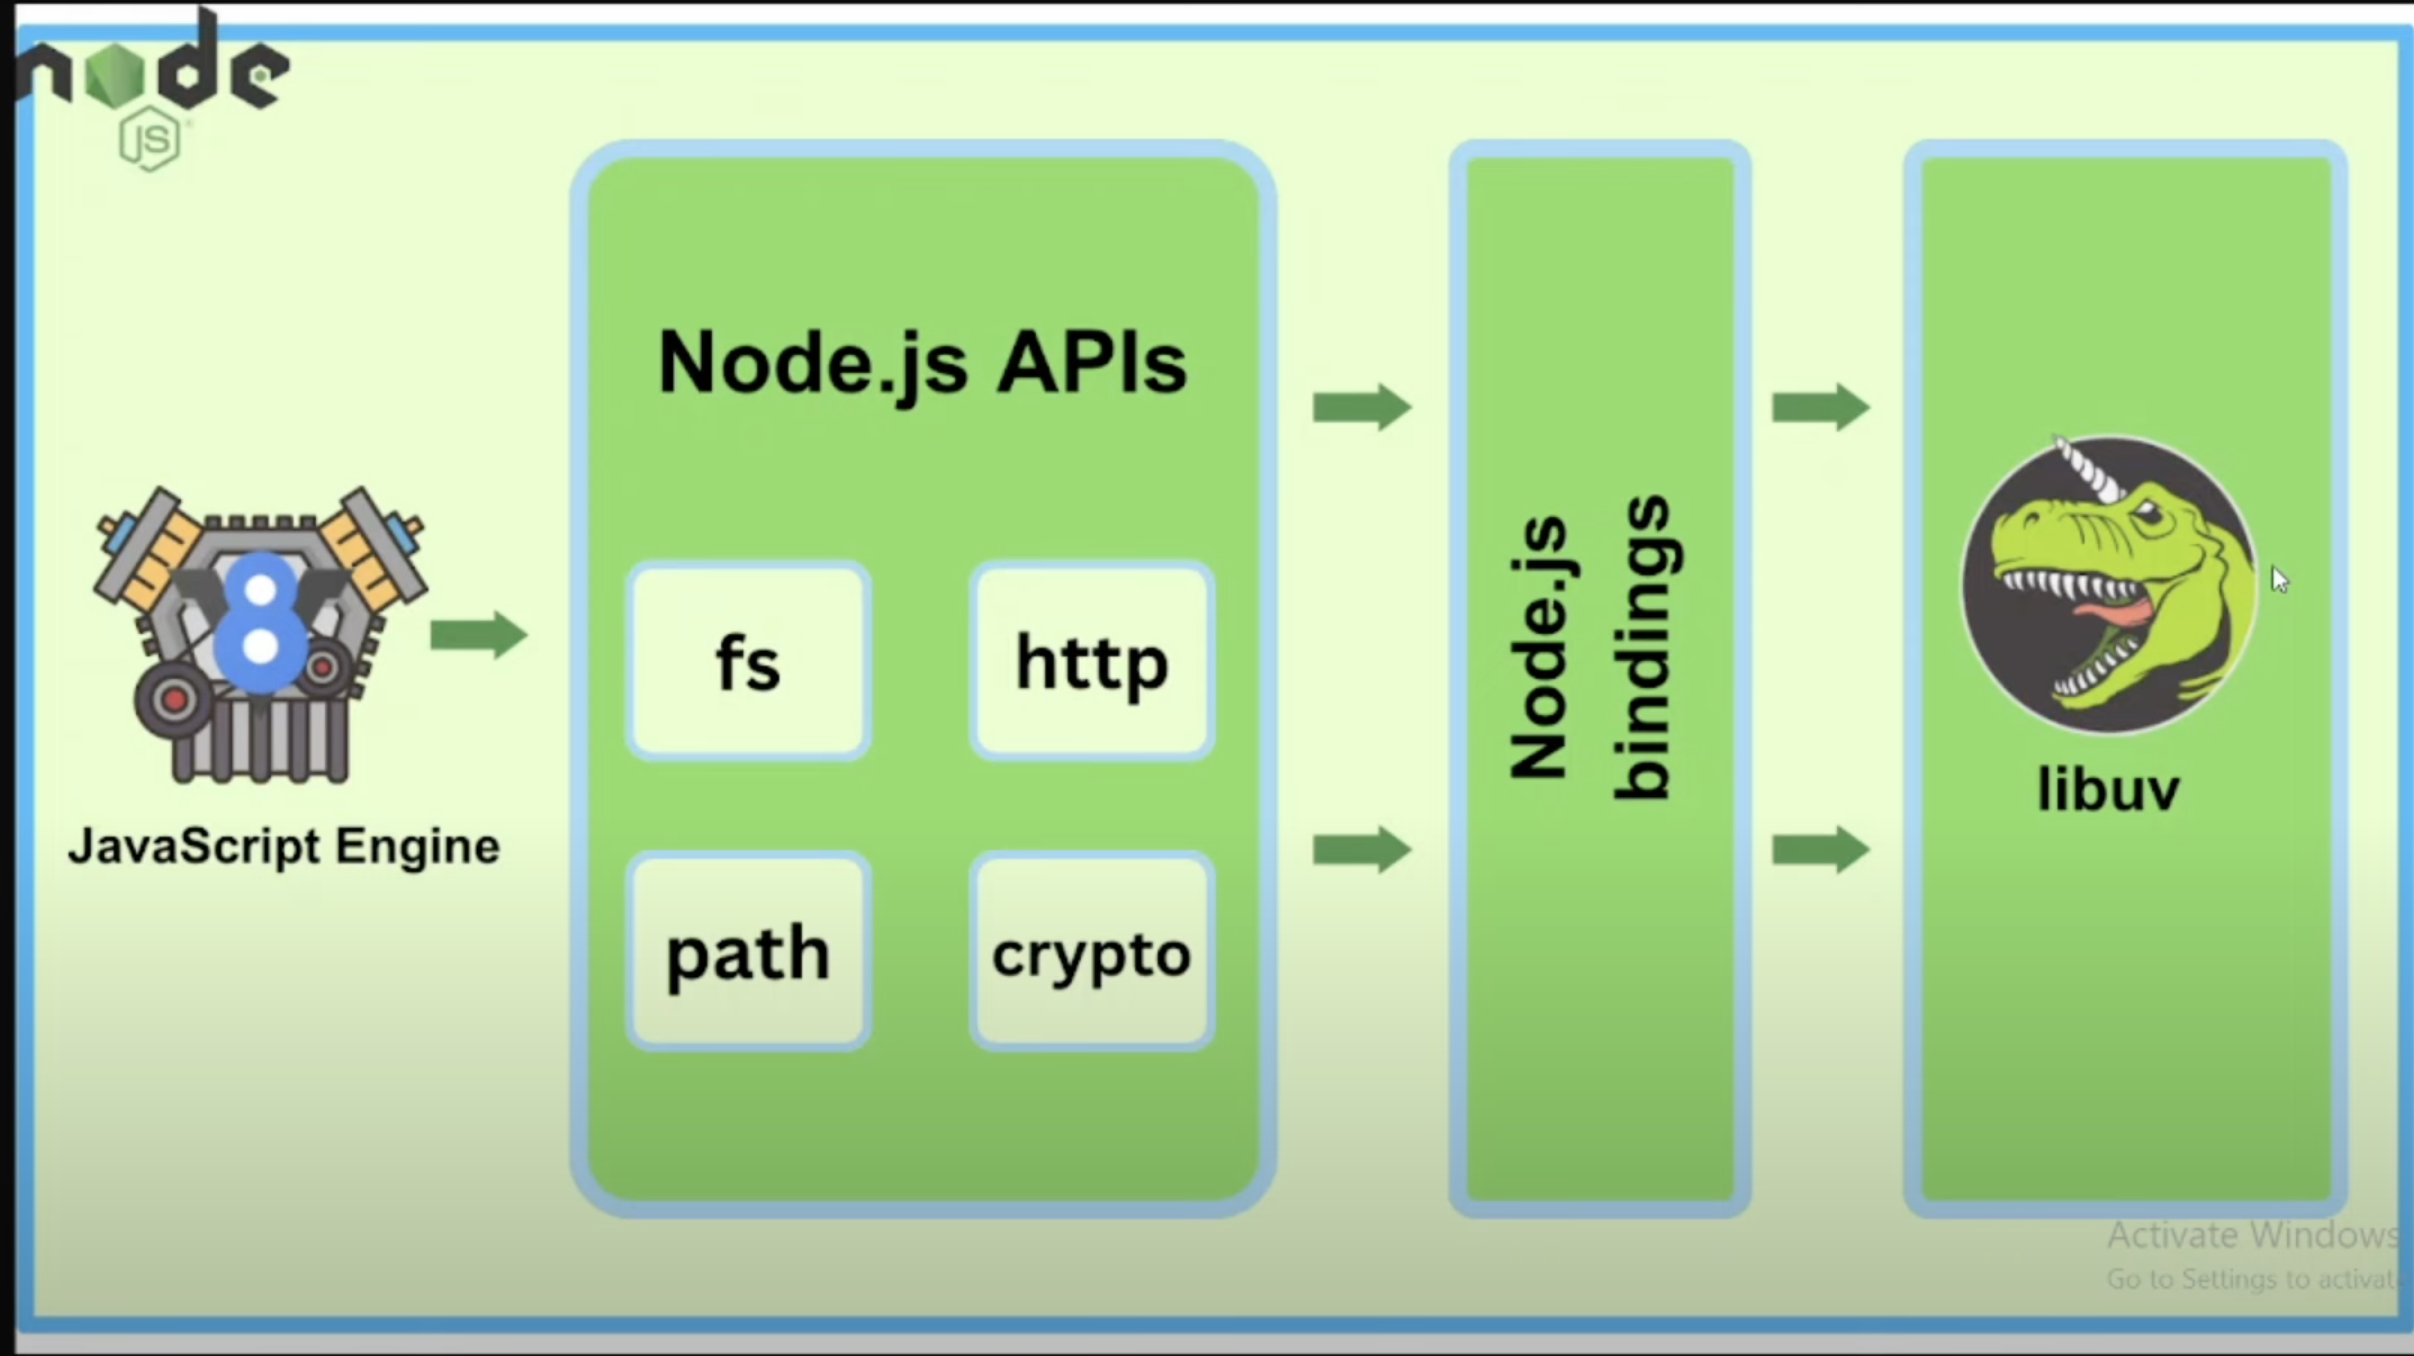 node
JS
Node.js APIs
8
fs
http
JavaScript Engine
path
crypto
Node.js
bindings
libuv
Activate Windows
Go to Settings to activat